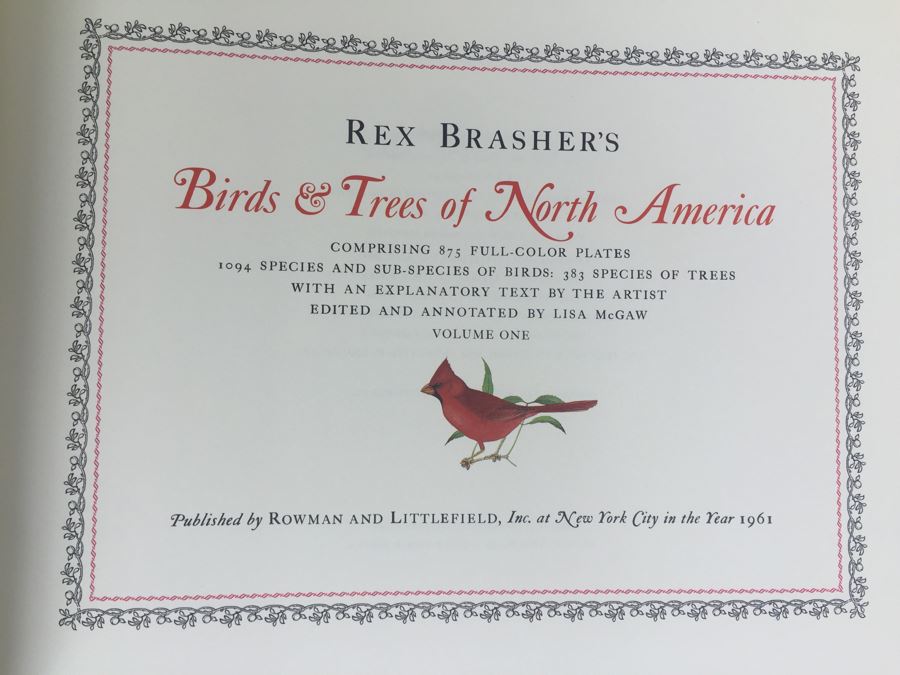 REX BRASHER'S
Birds & Trees of North America
COMPRISING 875 FULL-COLOR PLATES
1094 SPECIES AND SUB-SPECIES OF BIRDS: 383 SPECIES OF TREES
WITH AN EXPLANATORY TEXT BY THE ARTIST
EDITED AND ANNOTATED BY LISA McGAW
VOLUME ONE
Published by ROWMAN AND LITTLEFIELD, Inc. at New York City in the Year 1961